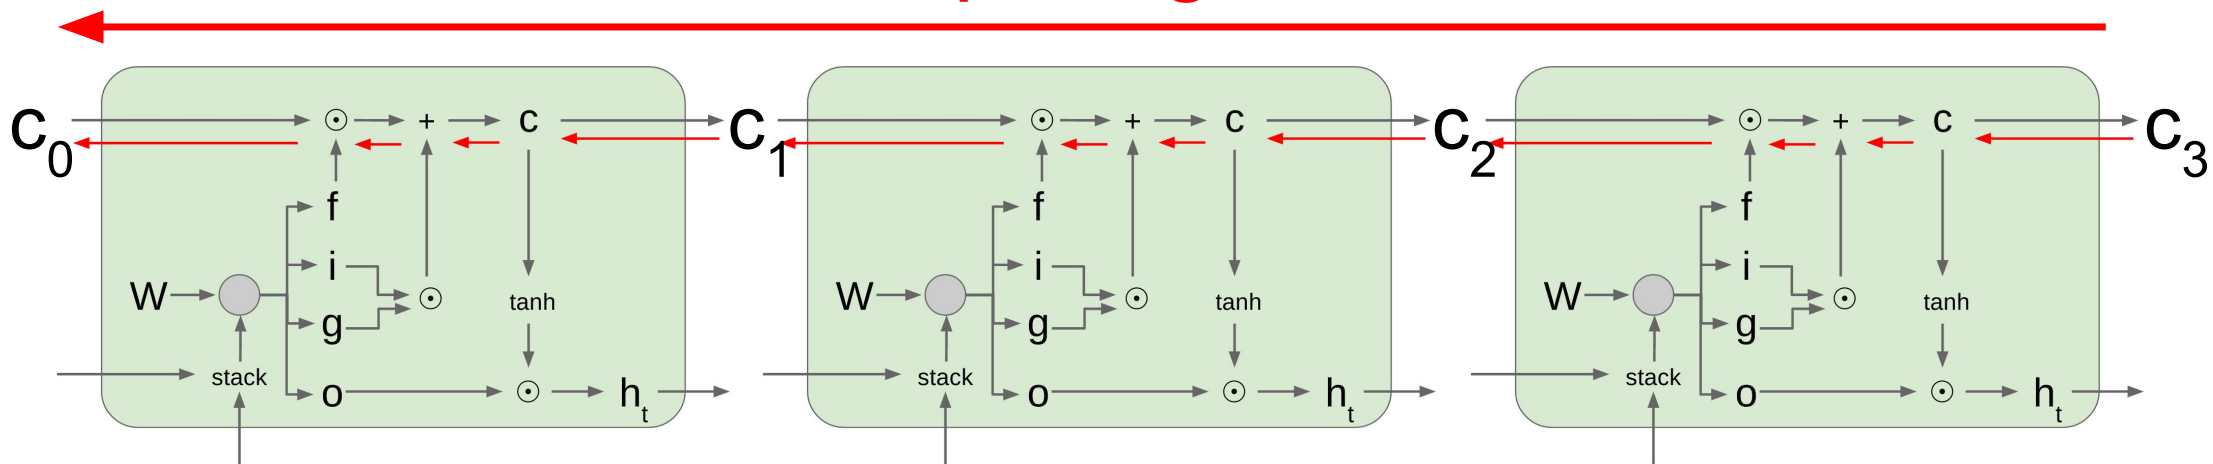 c0 ⊙ + c c1 ⊙ + c c2 ⊙ + c c3
f f f
i i i
W ⊙ tanh W ⊙ tanh W ⊙ tanh
g g g
stack stack stack
o ⊙ ht o ⊙ ht o ⊙ ht